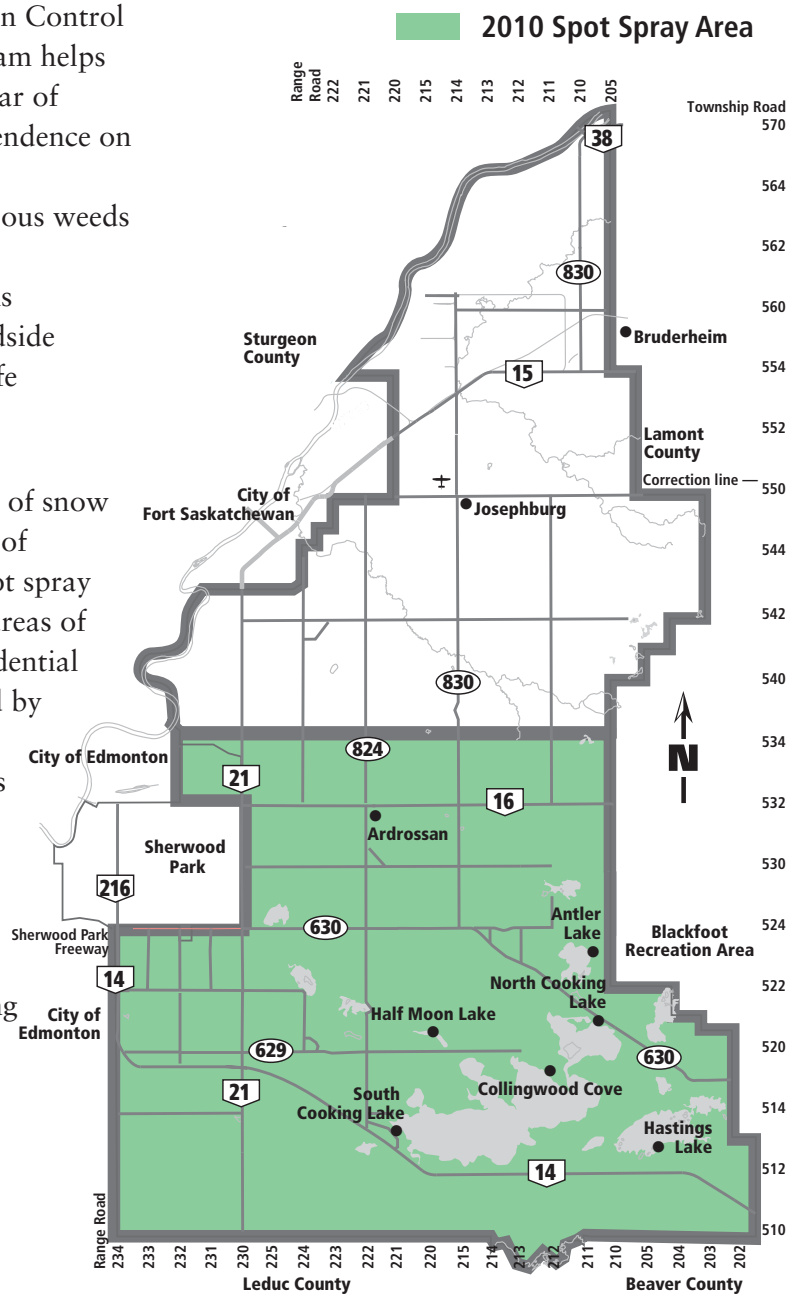 n Control
am helps
ar of
endence on
ous weeds
s
dside
fe
of snow
of
ot spray
areas of
dential
d by
s
ng
2010 Spot Spray Area
Range Road
222 221 220 215 214 213 212 211 210 205
Township Road
570
38
564
562
830
560
Sturgeon
County
Bruderheim
554
15
552
Lamont
County
Correction line
550
City of
Fort Saskatchewan
Josephburg
544
542
830
540
N
534
City of Edmonton
824
21
16
532
Ardrossan
Sherwood
Park
530
216
Antler
Lake
524
630
Sherwood Park
Freeway
Blackfoot
Recreation Area
14
522
North Cooking
Lake
City of
Edmonton
Half Moon Lake
520
629
630
21
Collingwood Cove
South
Cooking Lake
514
Hastings
Lake
14
512
510
Range Road
234 233 232 231 230 225 224 223 222 221 220 215 214 213 212 211 210 205 204 203 202
Leduc County
Beaver County